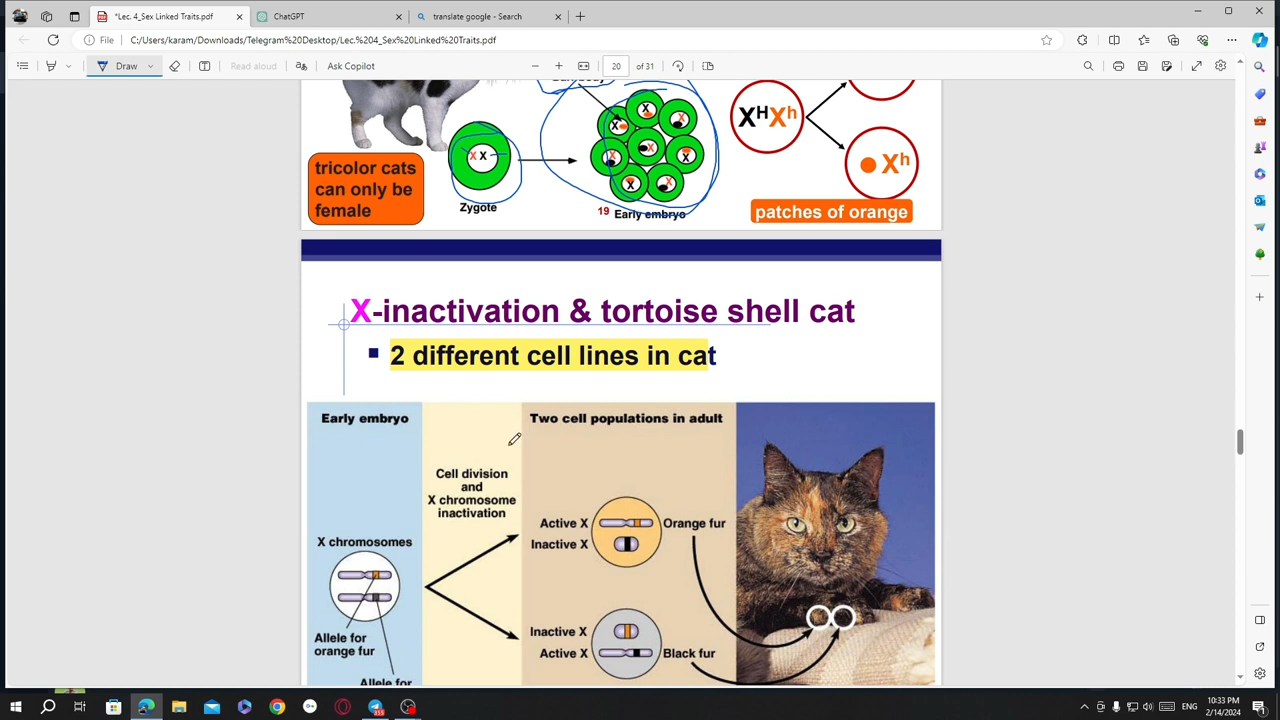 *Lec. 4_Sex Linked Traits.pdf
ChatGPT
translate google - Search
File
C:/Users/karam/Downloads/Telegram%20Desktop/Lec.%204_Sex%20Linked%20Traits.pdf
Draw
Read aloud
Ask Copilot
20 of 31
X X
Zygote
19 Early embryo
tricolor cats
can only be
female
XᴴXʰ
Xʰ
patches of orange
X-inactivation & tortoise shell cat
2 different cell lines in cat
Early embryo
Two cell populations in adult
Cell division
and
X chromosome
inactivation
X chromosomes
Allele for
orange fur
Allele for
Active X
Inactive X
Orange fur
Inactive X
Active X
Black fur
10:33 PM
2/14/2024